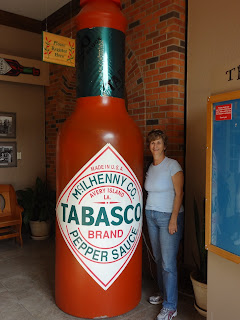 MADE IN U.S.A.
McILHENNY CO.
AVERY ISLAND,
LA.
TABASCO
BRAND
PEPPER SAUCE